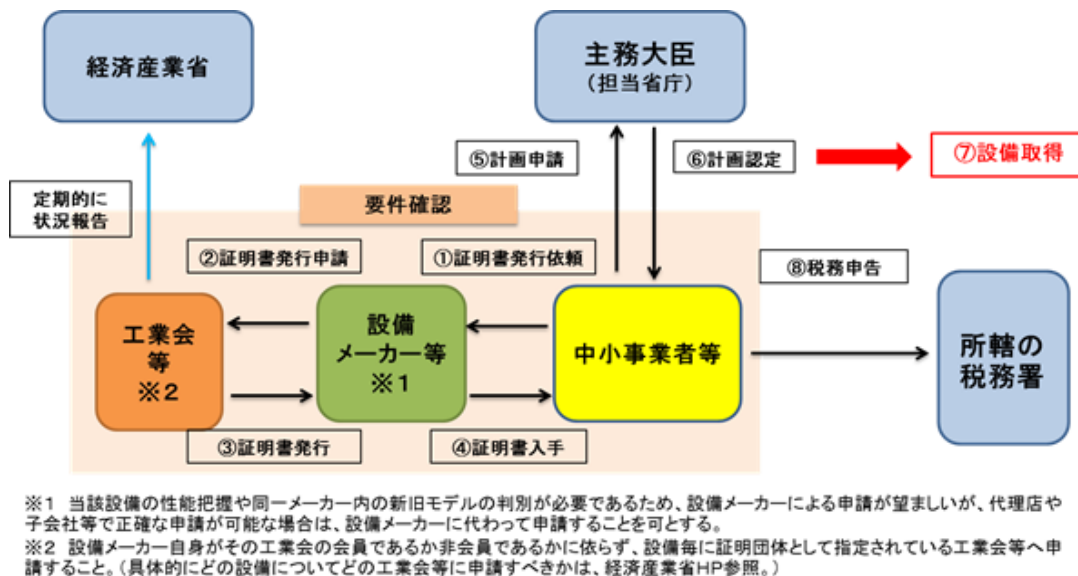 経済産業省
主務大臣
(担当省庁)
⑤計画申請
⑥計画認定
⑦設備取得
定期的に
状況報告
要件確認
②証明書発行申請
①証明書発行依頼
⑧税務申告
工業会
等
※2
設備
メーカー等
※1
中小事業者等
所轄の
税務署
③証明書発行
④証明書入手
※1 当該設備の性能把握や同一メーカー内の新旧モデルの判別が必要であるため、設備メーカーによる申請が望ましいが、代理店や
子会社等で正確な申請が可能な場合は、設備メーカーに代わって申請することを可とする。
※2 設備メーカー自身がその工業会の会員であるか非会員であるかに依らず、設備毎に証明団体として指定されている工業会等へ申
請すること。(具体的にどの設備についてどの工業会等に申請すべきかは、経済産業省HP参照。)